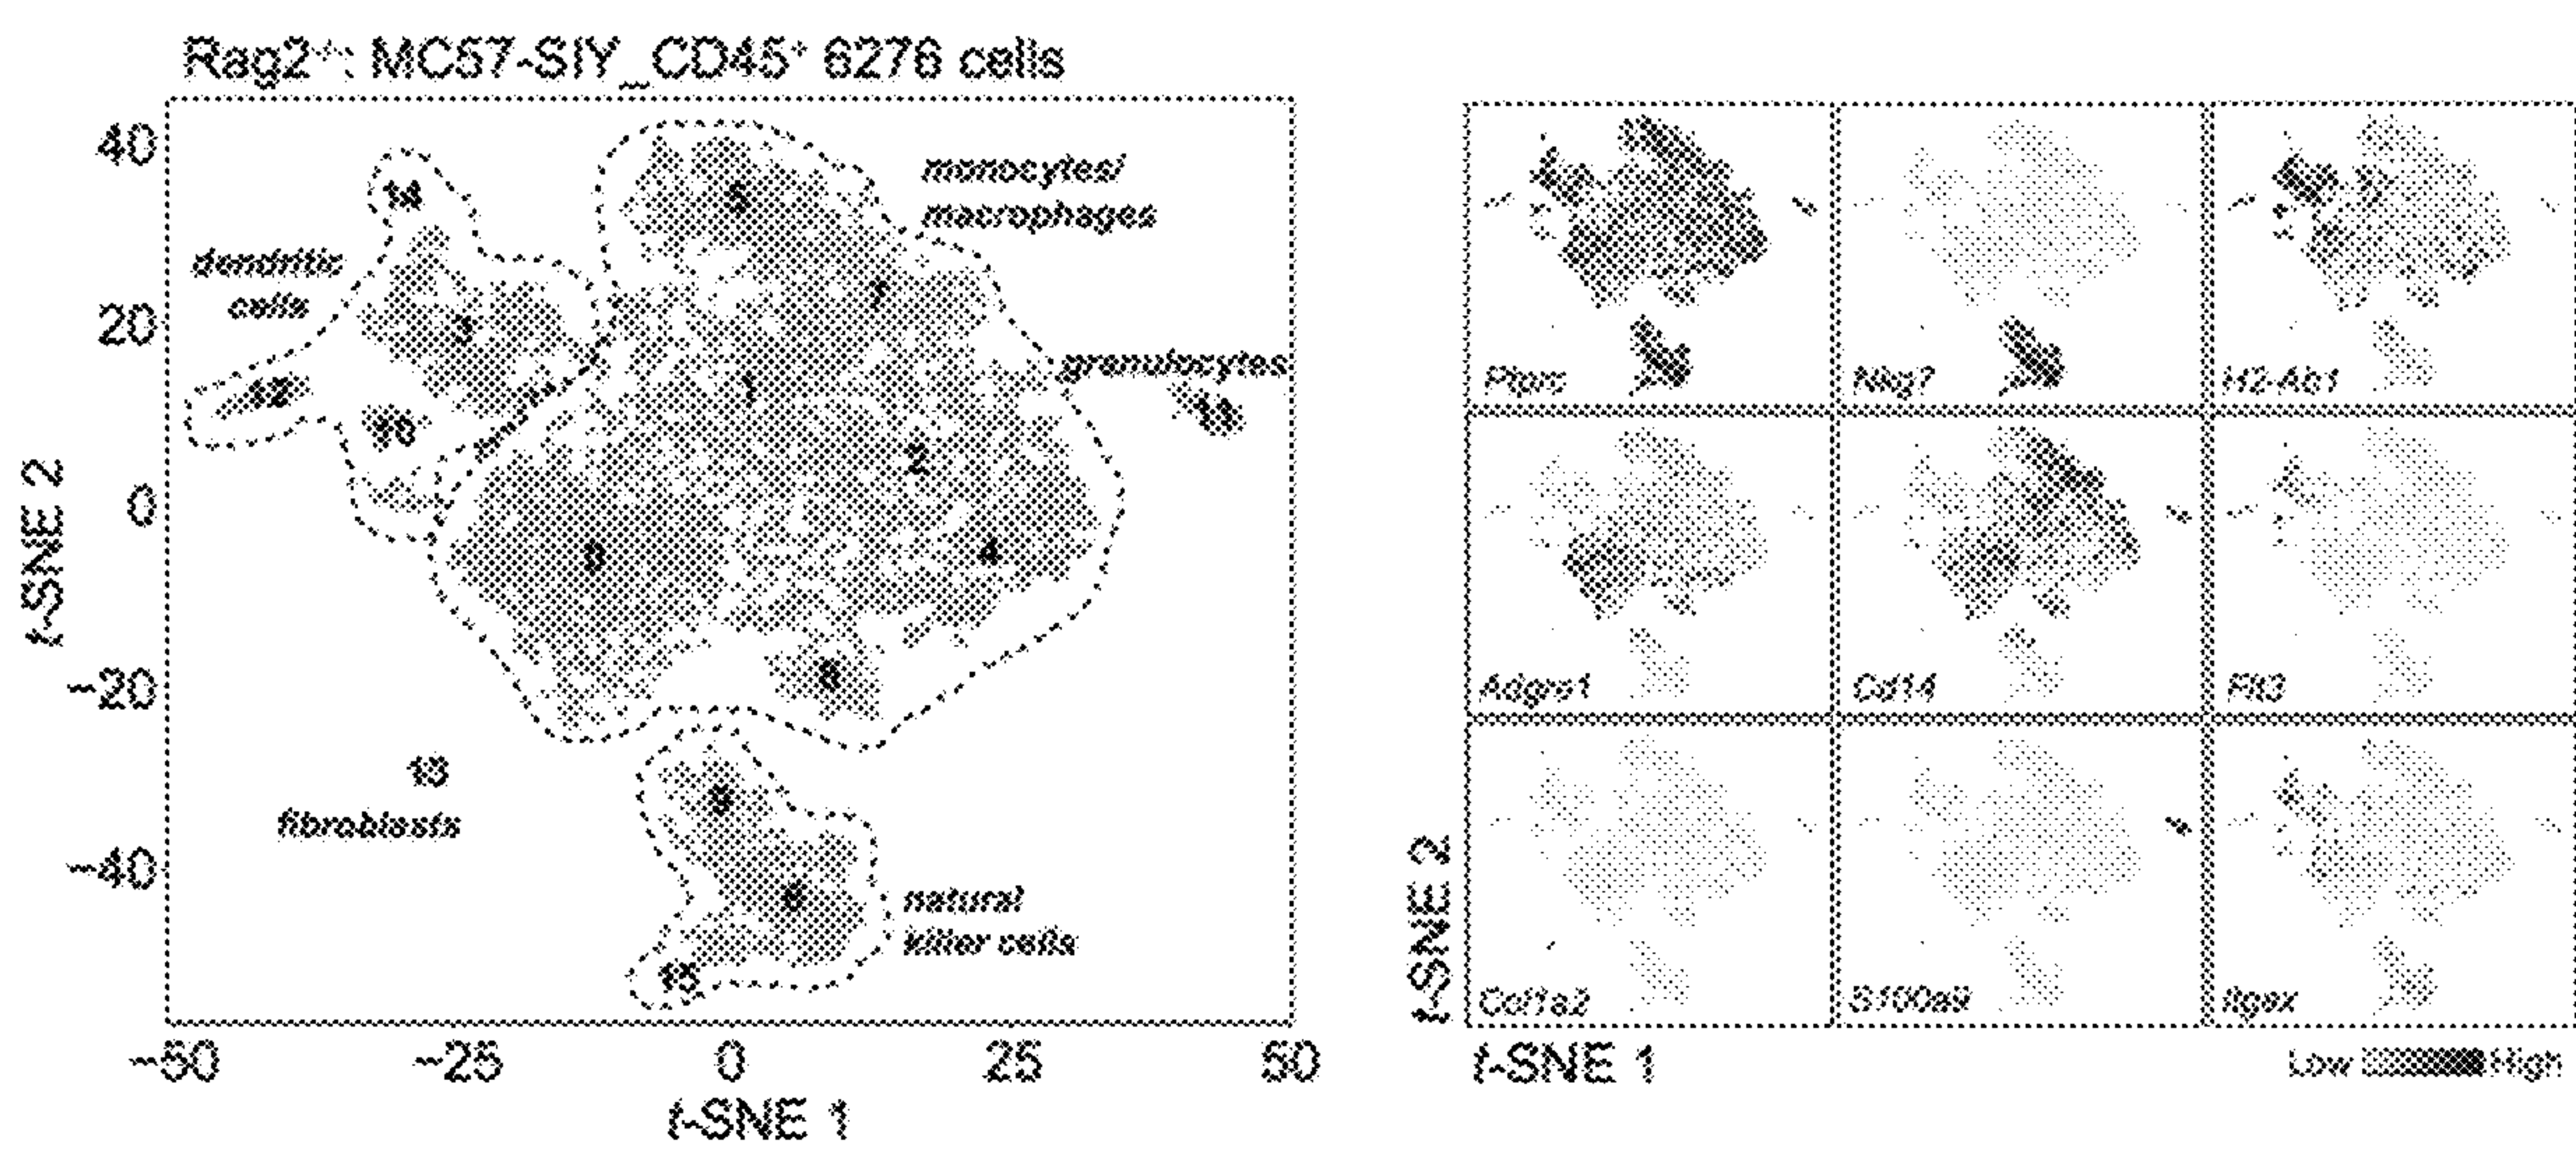 Rag2-/-: MC57-SIY_CD45+ 6276 cells
40
20
0
−20
−40
t-SNE 2
14
dendritic
cells
3
12
10
5
monocytes/
macrophages
7
1
granulocytes
11
2
0
4
8
13
fibroblasts
9
6
natural
killer cells
15
−50
−25
0
25
50
t-SNE 1
Ptprc
Nkg7
H2-Ab1
Adgre1
Cd14
Flt3
Col1a2
S100a9
Itgax
t-SNE 2
t-SNE 1
Low
High